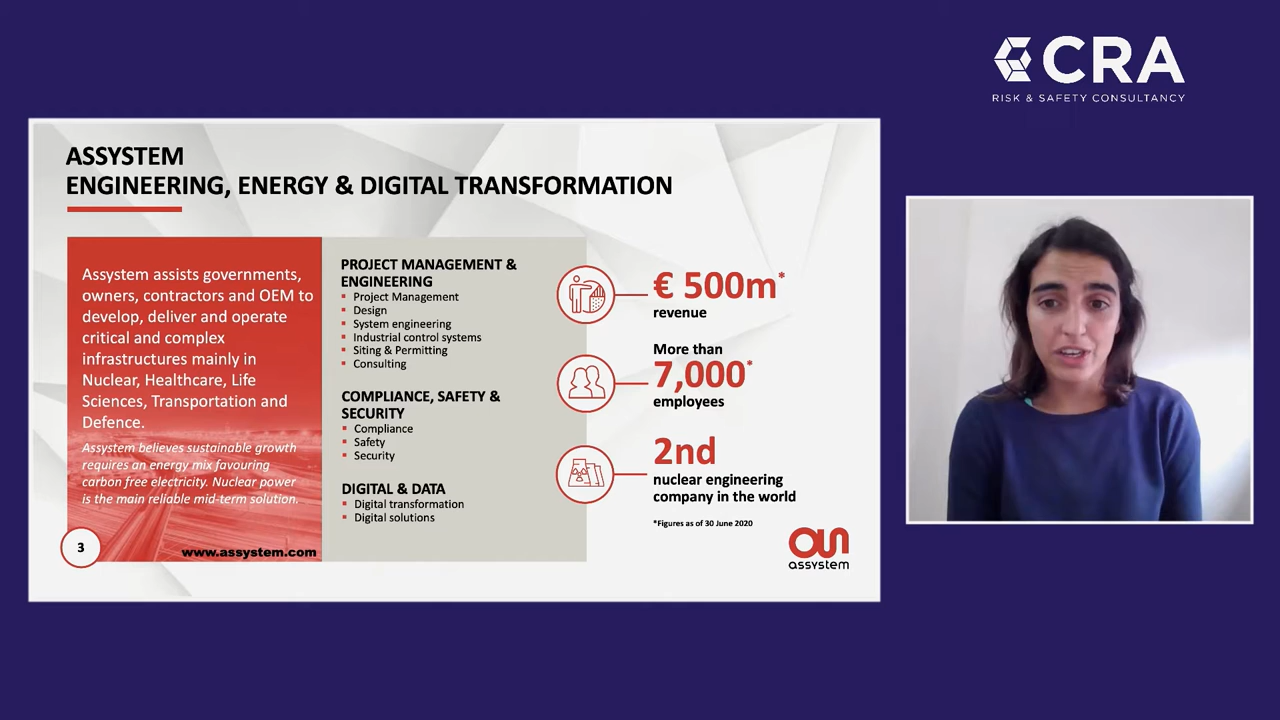 CRA
RISK & SAFETY CONSULTANCY
ASSYSTEM
ENGINEERING, ENERGY & DIGITAL TRANSFORMATION
Assystem assists governments,
owners, contractors and OEM to
develop, deliver and operate
critical and complex
infrastructures mainly in
Nuclear, Healthcare, Life
Sciences, Transportation and
Defence.
Assystem believes sustainable growth
requires an energy mix favouring
carbon free electricity. Nuclear power
is the main reliable mid-term solution.
3
www.assystem.com
PROJECT MANAGEMENT &
ENGINEERING
Project Management
Design
System engineering
Industrial control systems
Siting & Permitting
Consulting
COMPLIANCE, SAFETY &
SECURITY
Compliance
Safety
Security
DIGITAL & DATA
Digital transformation
Digital solutions
€ 500m*
revenue
More than
7,000*
employees
2nd
nuclear engineering
company in the world
*Figures as of 30 June 2020
assystem